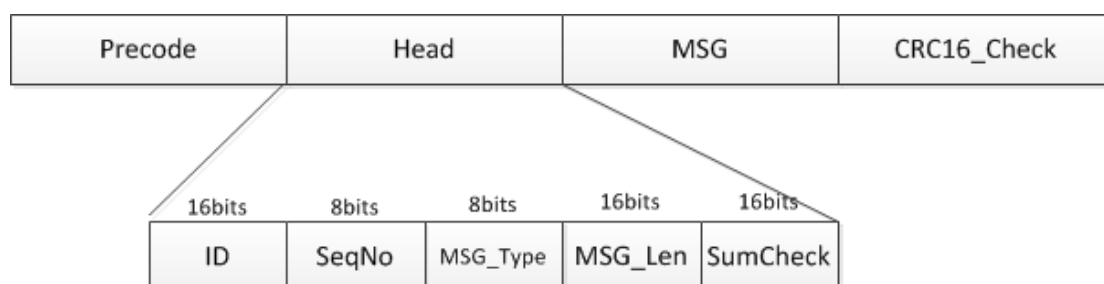 Precode Head MSG CRC16_Check
16bits 8bits 8bits 16bits 16bits
ID SeqNo MSG_Type MSG_Len SumCheck